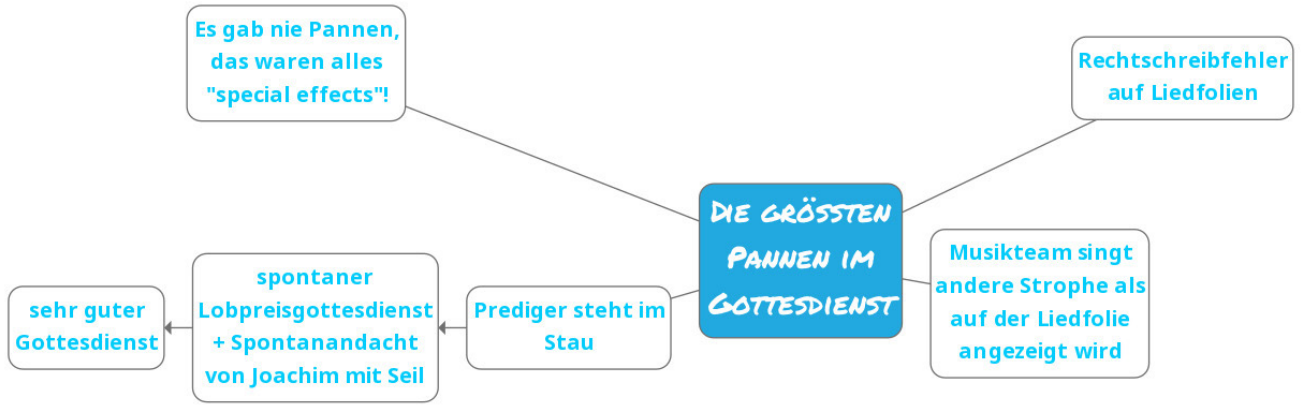 Es gab nie Pannen,
das waren alles
"special effects"!
Rechtschreibfehler
auf Liedfolien
Die grössten
Pannen im
Gottesdienst
Musikteam singt
andere Strophe als
auf der Liedfolie
angezeigt wird
Prediger steht im
Stau
spontaner
Lobpreisgottesdienst
+ Spontanandacht
von Joachim mit Seil
sehr guter
Gottesdienst